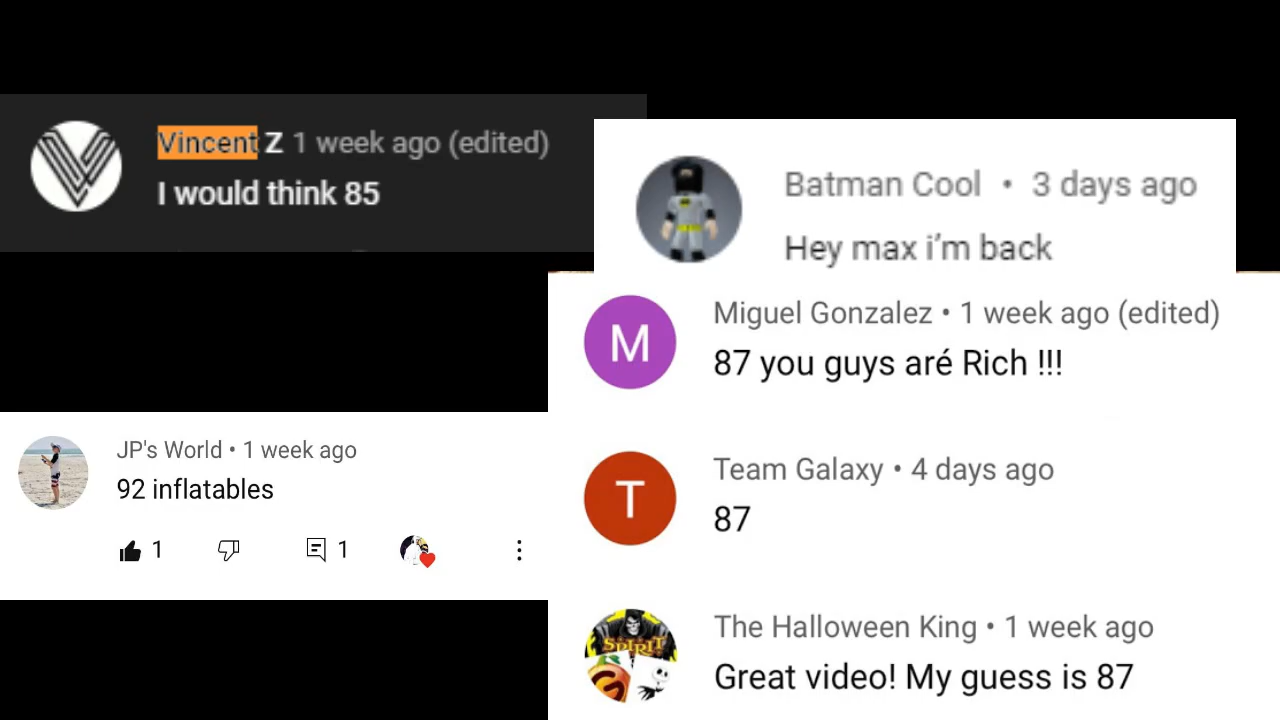 Vincent Z 1 week ago (edited)
I would think 85
Batman Cool • 3 days ago
Hey max i’m back
Miguel Gonzalez • 1 week ago (edited)
87 you guys aré Rich !!!
JP's World • 1 week ago
92 inflatables
1 1
M
Team Galaxy • 4 days ago
87
T
The Halloween King • 1 week ago
Great video! My guess is 87
SPIRIT